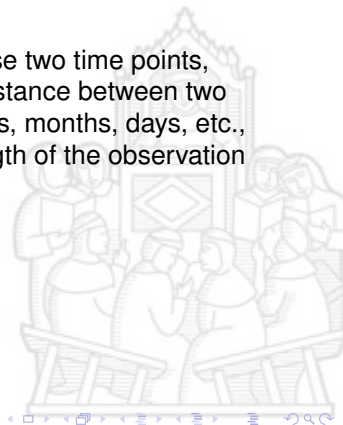 se two time points,
stance between two
s, months, days, etc.,
gth of the observation